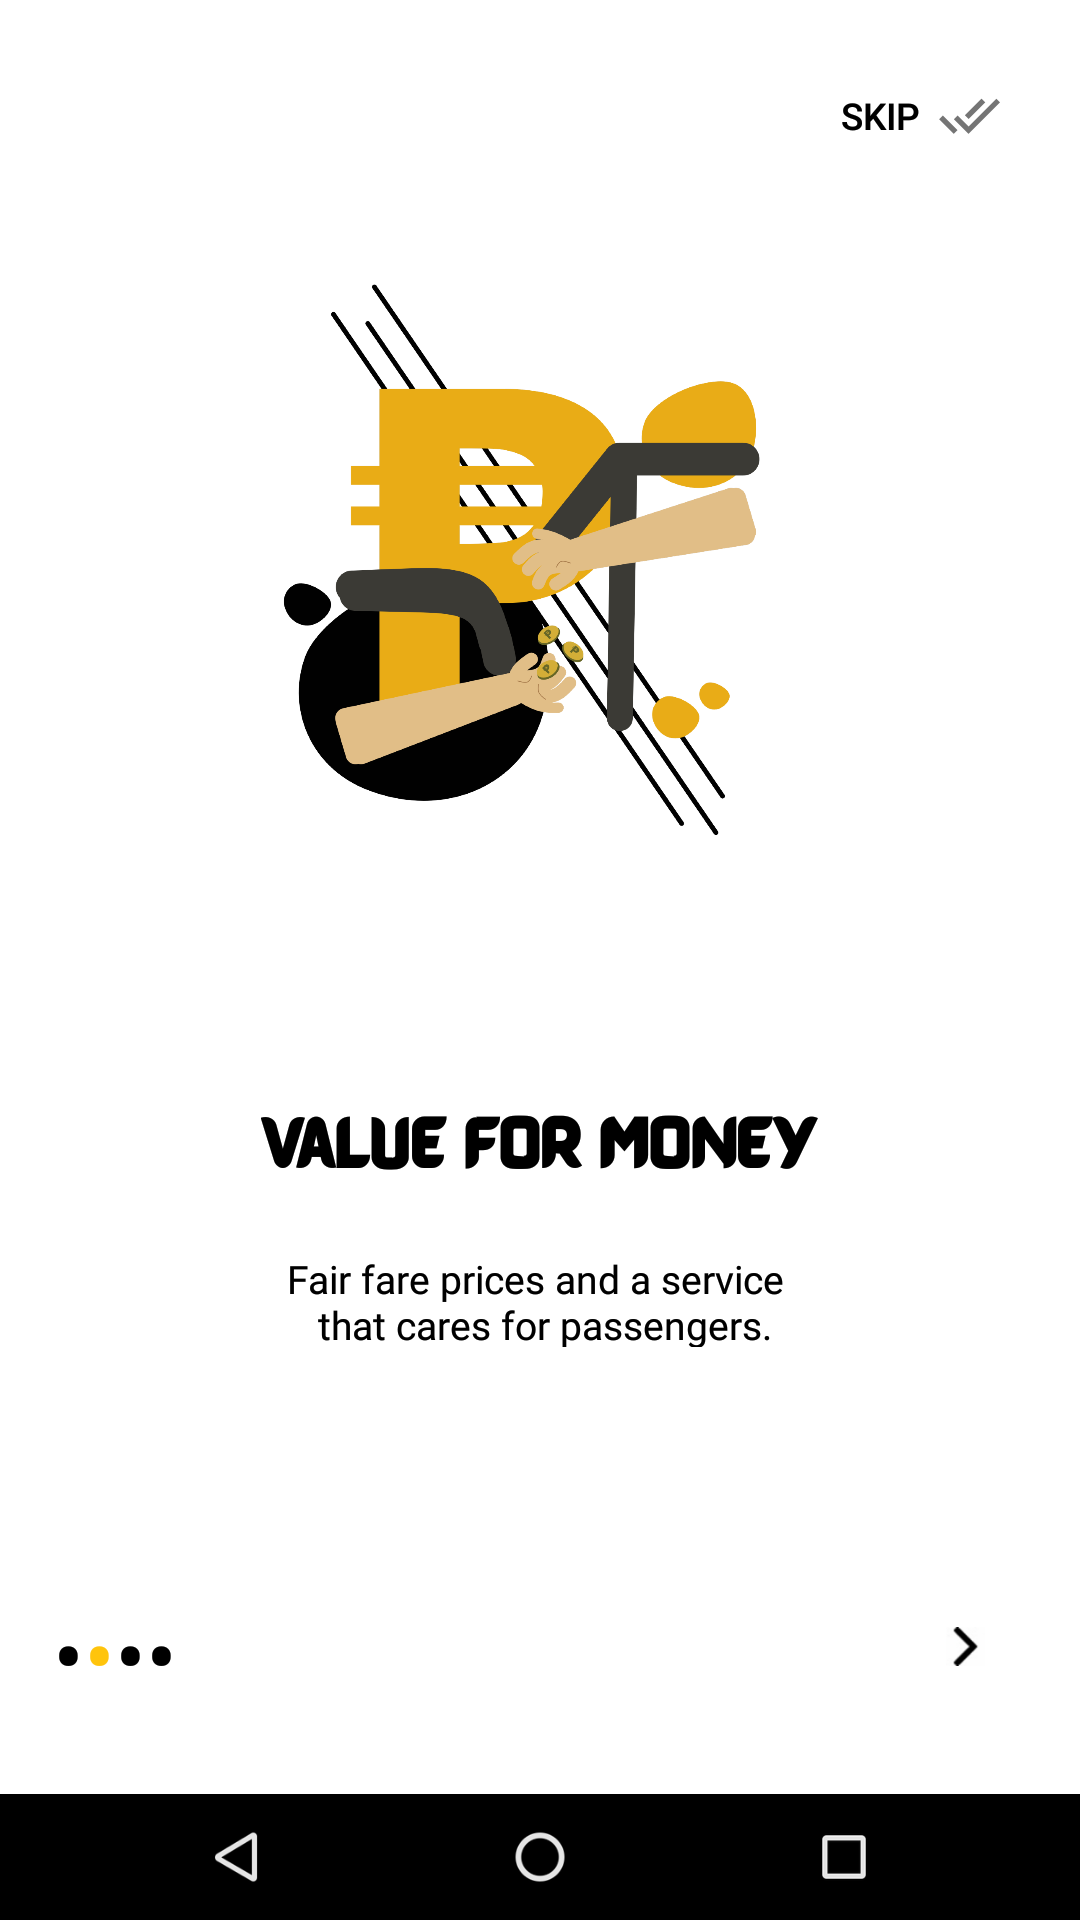 SKIP
VALUE FOR MONEY
Fair fare prices and a service
that cares for passengers.